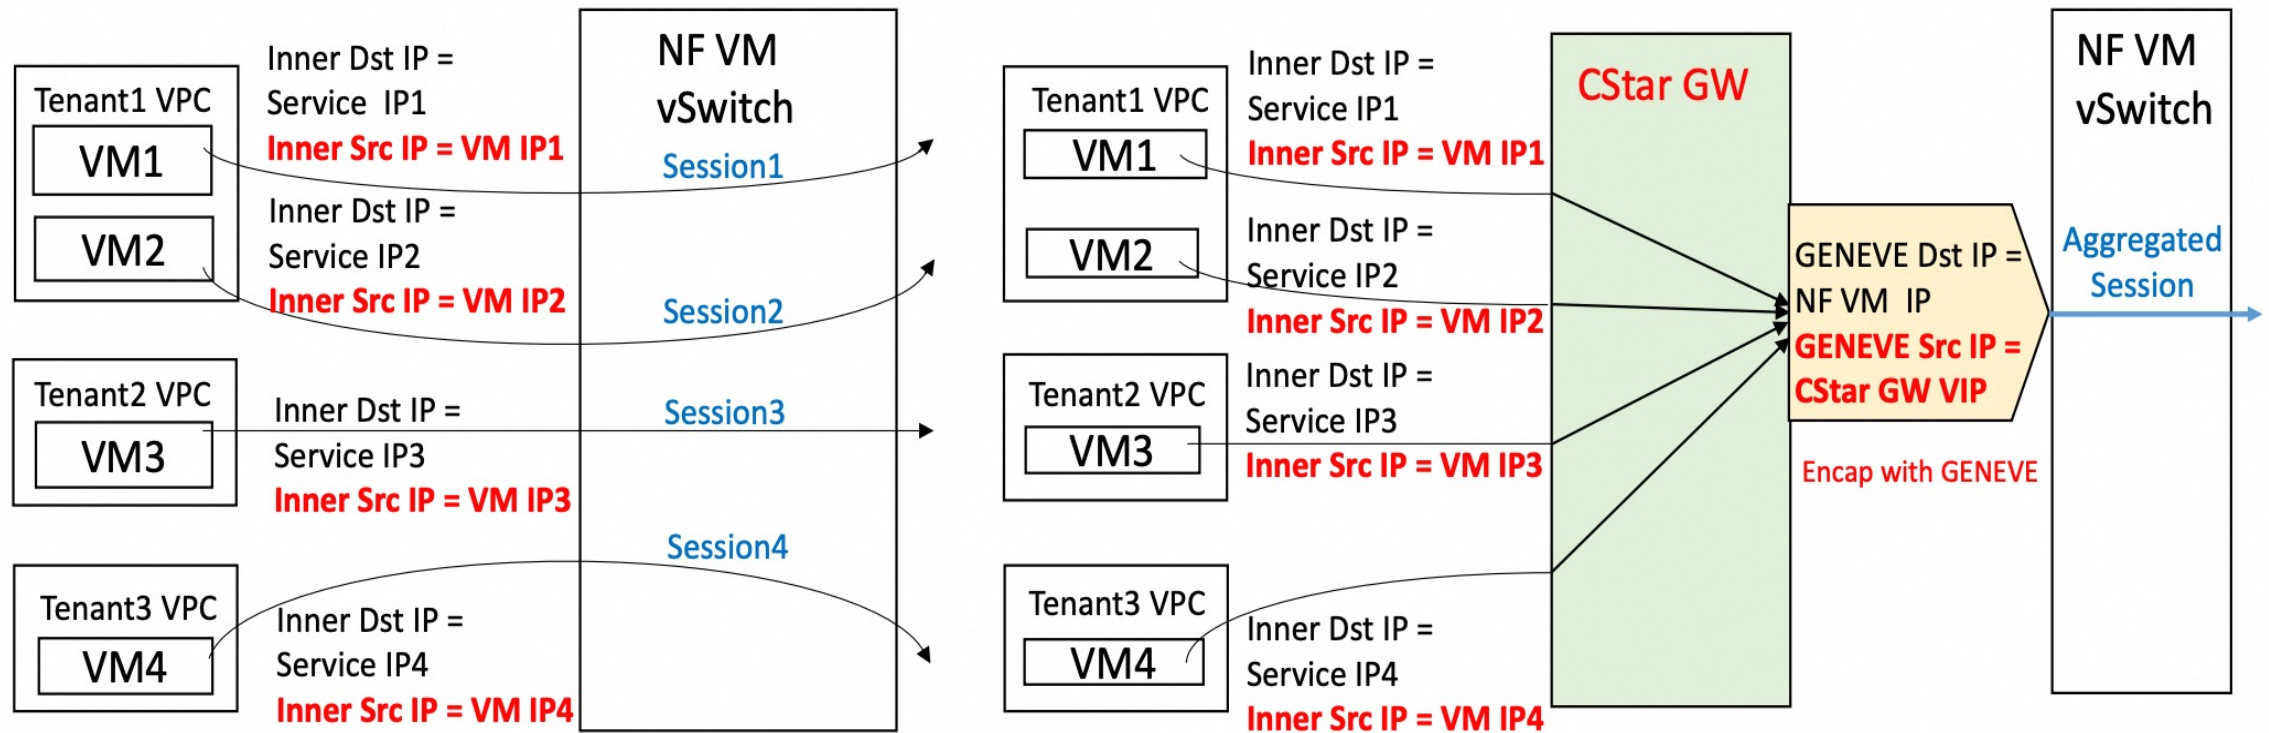 Tenant1 VPC
VM1
VM2
Inner Dst IP =
Service IP1
Inner Src IP = VM IP1
Inner Dst IP =
Service IP2
Inner Src IP = VM IP2
Tenant2 VPC
VM3
Inner Dst IP =
Service IP3
Inner Src IP = VM IP3
Tenant3 VPC
VM4
Inner Dst IP =
Service IP4
Inner Src IP = VM IP4
NF VM
vSwitch
Session1
Session2
Session3
Session4
Tenant1 VPC
VM1
VM2
Inner Dst IP =
Service IP1
Inner Src IP = VM IP1
Inner Dst IP =
Service IP2
Inner Src IP = VM IP2
Tenant2 VPC
VM3
Inner Dst IP =
Service IP3
Inner Src IP = VM IP3
Tenant3 VPC
VM4
Inner Dst IP =
Service IP4
Inner Src IP = VM IP4
CStar GW
GENEVE Dst IP =
NF VM IP
GENEVE Src IP =
CStar GW VIP
Encap with GENEVE
NF VM
vSwitch
Aggregated
Session